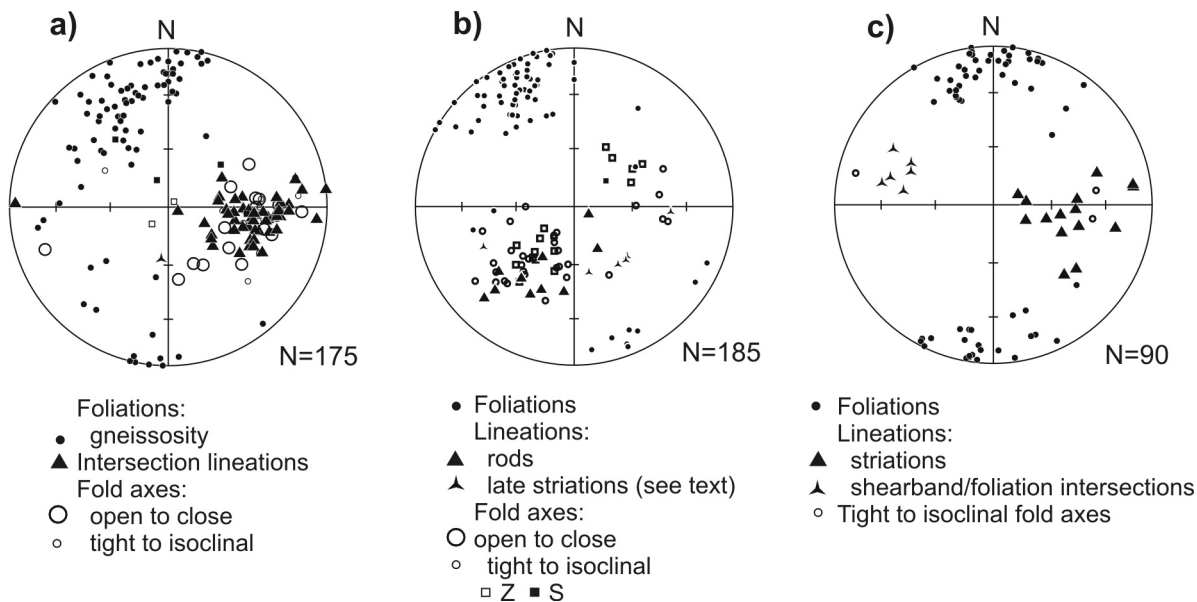 a)
N
N=175
Foliations:
gneissosity
Intersection lineations
Fold axes:
open to close
tight to isoclinal
b)
N
N=185
Foliations
Lineations:
rods
late striations (see text)
Fold axes:
open to close
tight to isoclinal
Z S
c)
N
N=90
Foliations
Lineations:
striations
shearband/foliation intersections
Tight to isoclinal fold axes